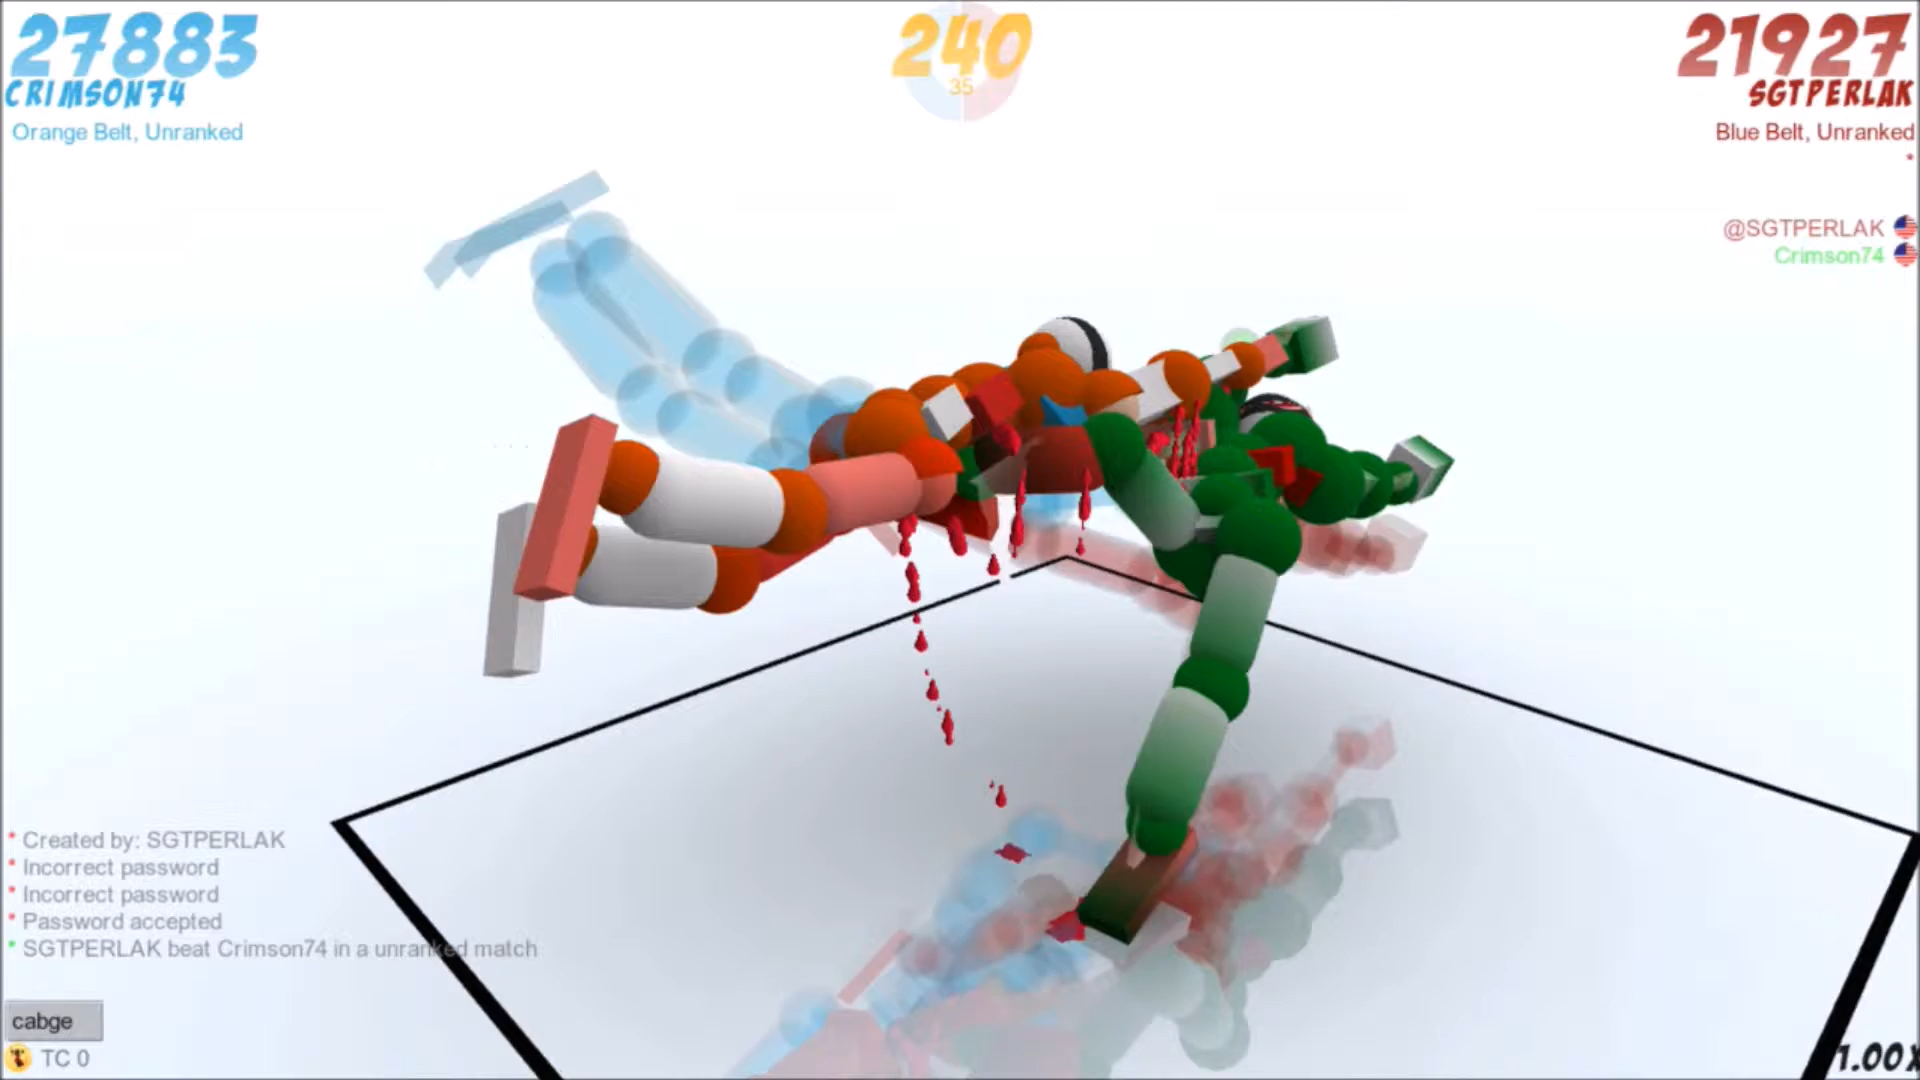 27883
CRIMSON74
Orange Belt, Unranked
240
35
21927
SGTPERLAK
Blue Belt, Unranked
*
@SGTPERLAK
Crimson74
* Created by: SGTPERLAK
* Incorrect password
* Incorrect password
* Password accepted
* SGTPERLAK beat Crimson74 in a unranked match
cabge
TC 0
1.00X